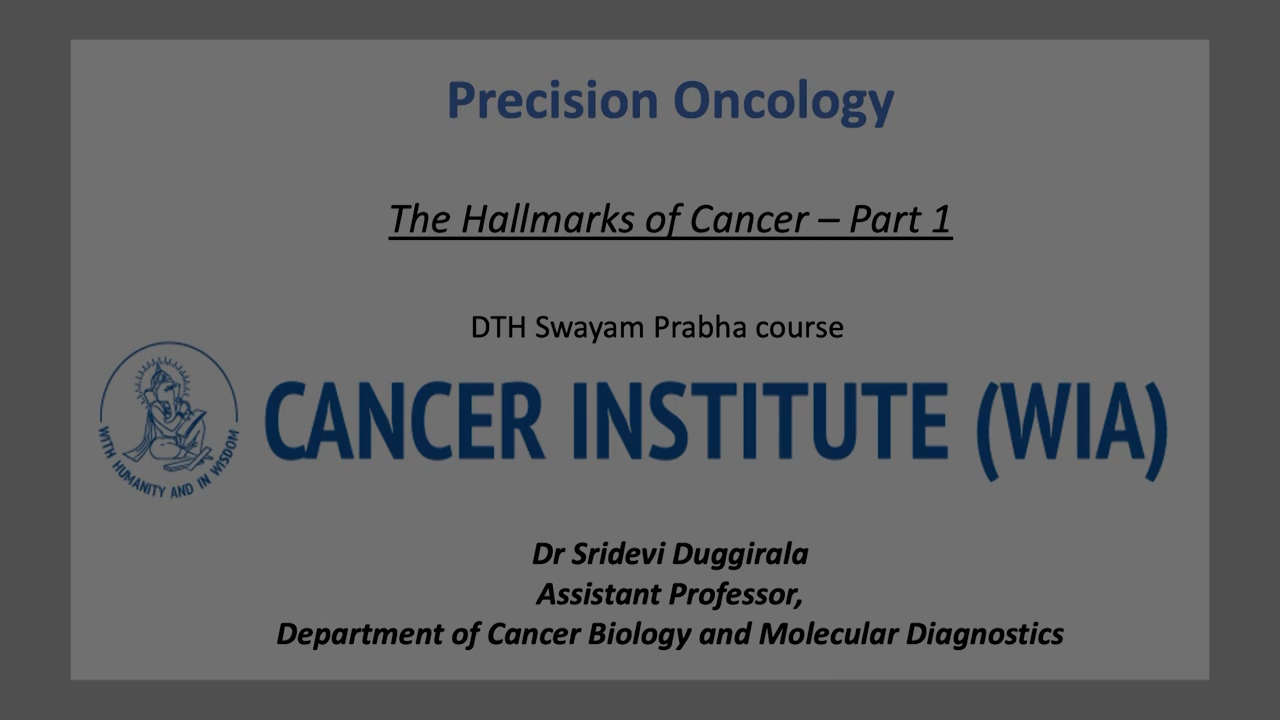 Precision Oncology
The Hallmarks of Cancer – Part 1
DTH Swayam Prabha course
CANCER INSTITUTE (WIA)
WITH HUMANITY AND IN WISDOM
Dr Sridevi Duggirala
Assistant Professor,
Department of Cancer Biology and Molecular Diagnostics